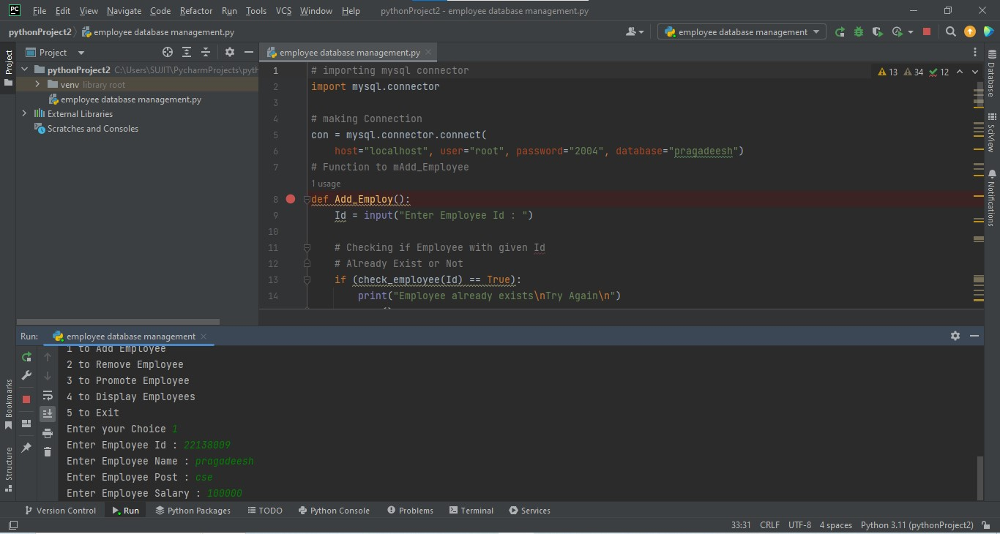 PC File Edit View Navigate Code Refactor Run Tools VCS Window Help pythonProject2 - employee database management.py
pythonProject2 employee database management.py employee database management
Project
Project
pythonProject2 C:\Users\SUJIT\PycharmProjects\pyth
venv library root
employee database management.py
External Libraries
Scratches and Consoles
employee database management.py
13 34 12
1 # importing mysql connector
2 import mysql.connector
3
4 # making Connection
5 con = mysql.connector.connect(
6 host="localhost", user="root", password="2004", database="pragadeesh")
7 # Function to mAdd_Employee
1 usage
8 def Add_Employ():
9 Id = input("Enter Employee Id : ")
10
11 # Checking if Employee with given Id
12 # Already Exist or Not
13 if (check_employee(Id) == True):
14 print("Employee already exists\nTry Again\n")
Database
SciView
Notifications
Run: employee database management
1 to Add Employee
2 to Remove Employee
3 to Promote Employee
4 to Display Employees
5 to Exit
Enter your Choice 1
Enter Employee Id : 22138009
Enter Employee Name : pragadeesh
Enter Employee Post : cse
Enter Employee Salary : 100000
Bookmarks
Structure
Version Control Run Python Packages TODO Python Console Problems Terminal Services
33:31 CRLF UTF-8 4 spaces Python 3.11 (pythonProject2)